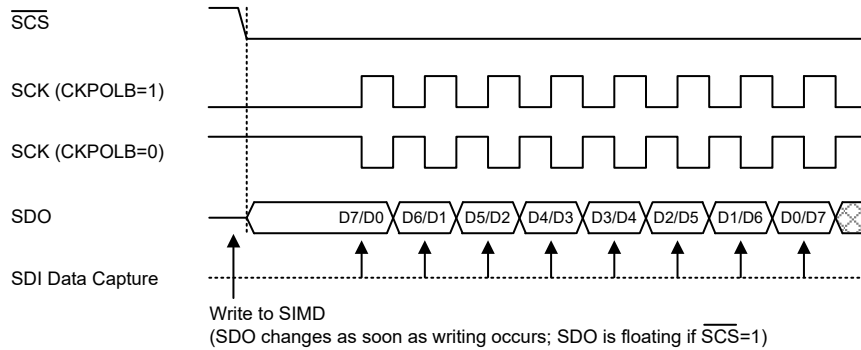 SCS
SCK (CKPOLB=1)
SCK (CKPOLB=0)
SDO
D7/D0 D6/D1 D5/D2 D4/D3 D3/D4 D2/D5 D1/D6 D0/D7
SDI Data Capture
Write to SIMD
(SDO changes as soon as writing occurs; SDO is floating if SCS=1)